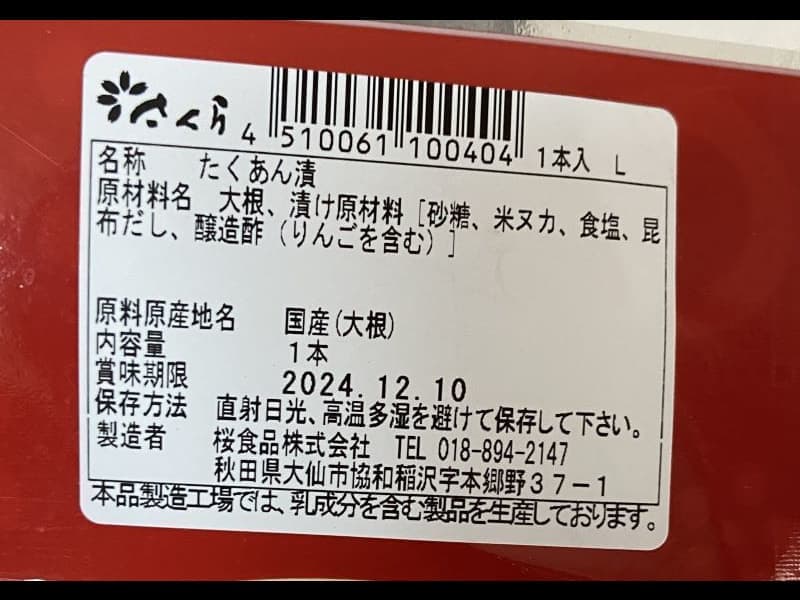 さくら
4 510061 100404 1本入 L
名称 たくあん漬
原材料名 大根、漬け原材料［砂糖、米ヌカ、食塩、昆
布だし、醸造酢（りんごを含む）］
原料原産地名 国産(大根)
内容量 1本
賞味期限 2024.12.10
保存方法 直射日光、高温多湿を避けて保存して下さい。
製造者 桜食品株式会社 TEL 018-894-2147
秋田県大仙市協和稲沢字本郷野37-1
本品製造工場では、乳成分を含む製品を生産しております。